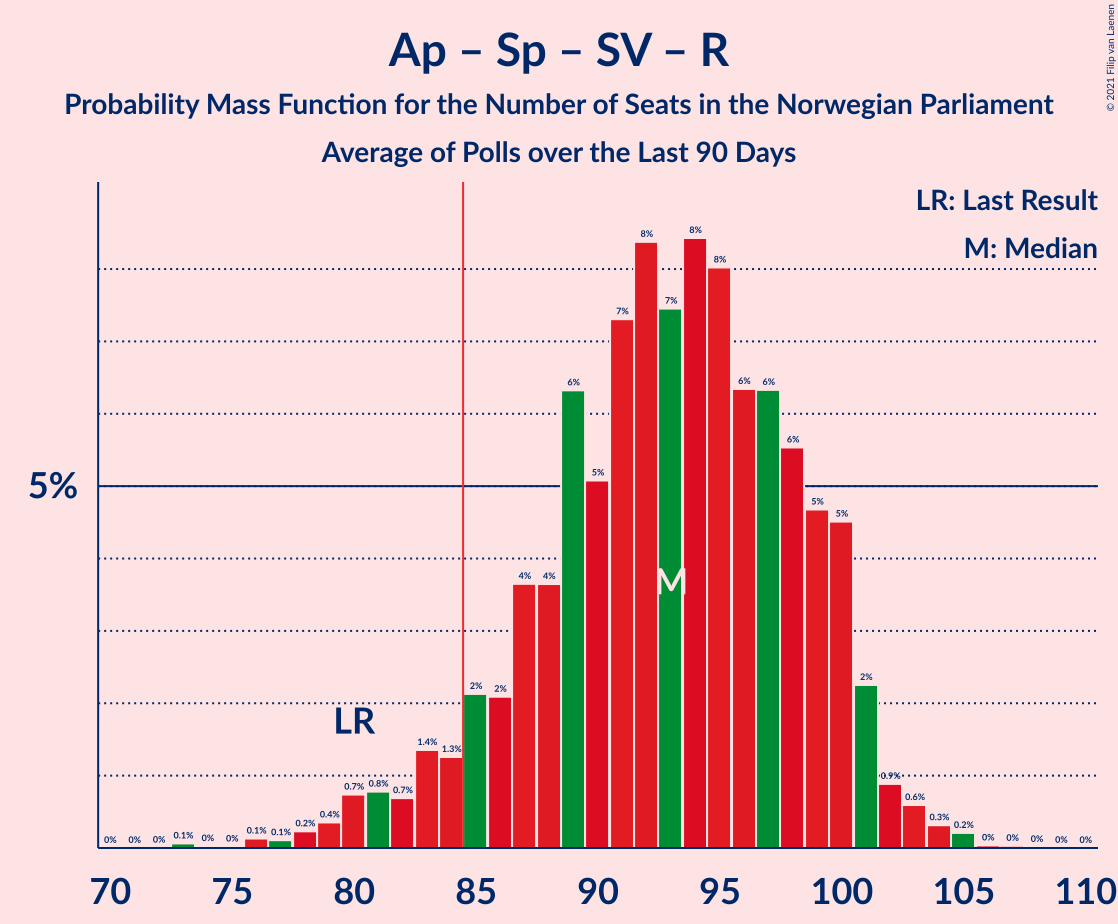 Ap – Sp – SV – R
Probability Mass Function for the Number of Seats in the Norwegian Parliament
Average of Polls over the Last 90 Days
© 2021 Filip van Laenen
LR: Last Result
M: Median
5%
LR
M
0% 0% 0% 0.1% 0% 0% 0.1% 0.1% 0.2% 0.4% 0.7% 0.8% 0.7% 1.4% 1.3% 2% 2% 4% 4% 6% 5% 7% 8% 7% 8% 8% 6% 6% 6% 5% 5% 2% 0.9% 0.6% 0.3% 0.2% 0% 0% 0% 0% 0%
70 75 80 85 90 95 100 105 110